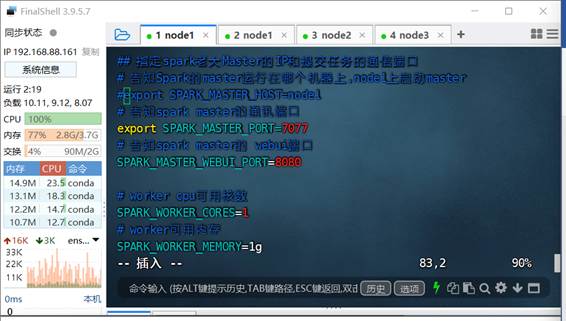 FinalShell 3.9.5.7
同步状态
IP 192.168.88.161 复制
系统信息
运行 2:19
负载 10.11, 9.12, 8.07
CPU 100%
内存 77% 2.8G/3.7G
交换 4% 90M/2G
内存 CPU 命令
14.9M 23.5 conda
13.1M 18.3 conda
12.2M 14.7 conda
10.7M 12.7 conda
16K 3K ens...
33K
22K
11K
0ms 本机
0
1 node1
2 node1
3 node2
4 node3
## 指定spark老大Master的IP和提交任务的通信端口
# 告知Spark的master运行在哪个机器上,node1上启动master
#export SPARK_MASTER_HOST=node1
# 告知spark master的通讯端口
export SPARK_MASTER_PORT=7077
# 告知spark master的 webui端口
SPARK_MASTER_WEBUI_PORT=8080
# worker cpu可用核数
SPARK_WORKER_CORES=1
# worker可用内存
SPARK_WORKER_MEMORY=1g
-- 插入 -- 83,2 90%
命令输入 (按ALT键提示历史,TAB键路径,ESC键返回,双击 历史 选项